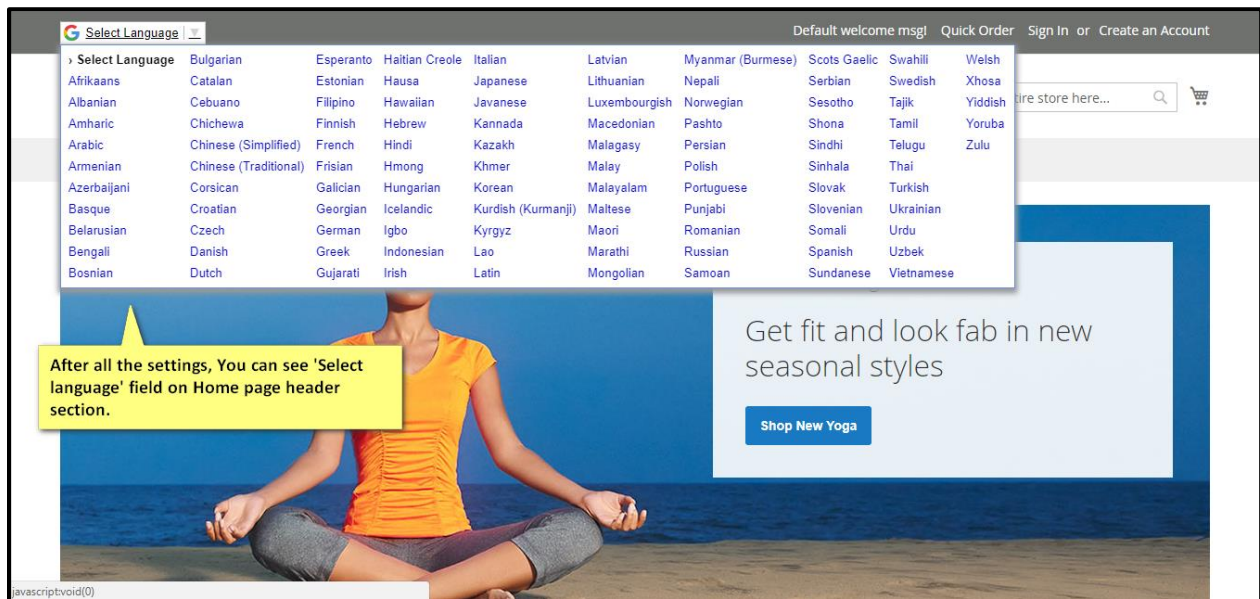 Select Language ▼
Default welcome msg! Quick Order Sign In or Create an Account
› Select Language Bulgarian Esperanto Haitian Creole Italian Latvian Myanmar (Burmese) Scots Gaelic Swahili Welsh
Afrikaans Catalan Estonian Hausa Japanese Lithuanian Nepali Serbian Swedish Xhosa
Albanian Cebuano Filipino Hawaiian Javanese Luxembourgish Norwegian Sesotho Tajik Yiddish
store here...
Amharic Chichewa Finnish Hebrew Kannada Macedonian Pashto Shona Tamil Yoruba
Arabic Chinese (Simplified) French Hindi Kazakh Malagasy Persian Sindhi Telugu Zulu
Armenian Chinese (Traditional) Frisian Hmong Khmer Malay Polish Sinhala Thai
Azerbaijani Corsican Galician Hungarian Korean Malayalam Portuguese Slovak Turkish
Basque Croatian Georgian Icelandic Kurdish (Kurmanji) Maltese Punjabi Slovenian Ukrainian
Belarusian Czech German Igbo Kyrgyz Maori Romanian Somali Urdu
Bengali Danish Greek Indonesian Lao Marathi Russian Spanish Uzbek
Bosnian Dutch Gujarati Irish Latin Mongolian Samoan Sundanese Vietnamese
After all the settings, You can see 'Select
language' field on Home page header
section.
Get fit and look fab in new
seasonal styles
Shop New Yoga
javascript:void(0)